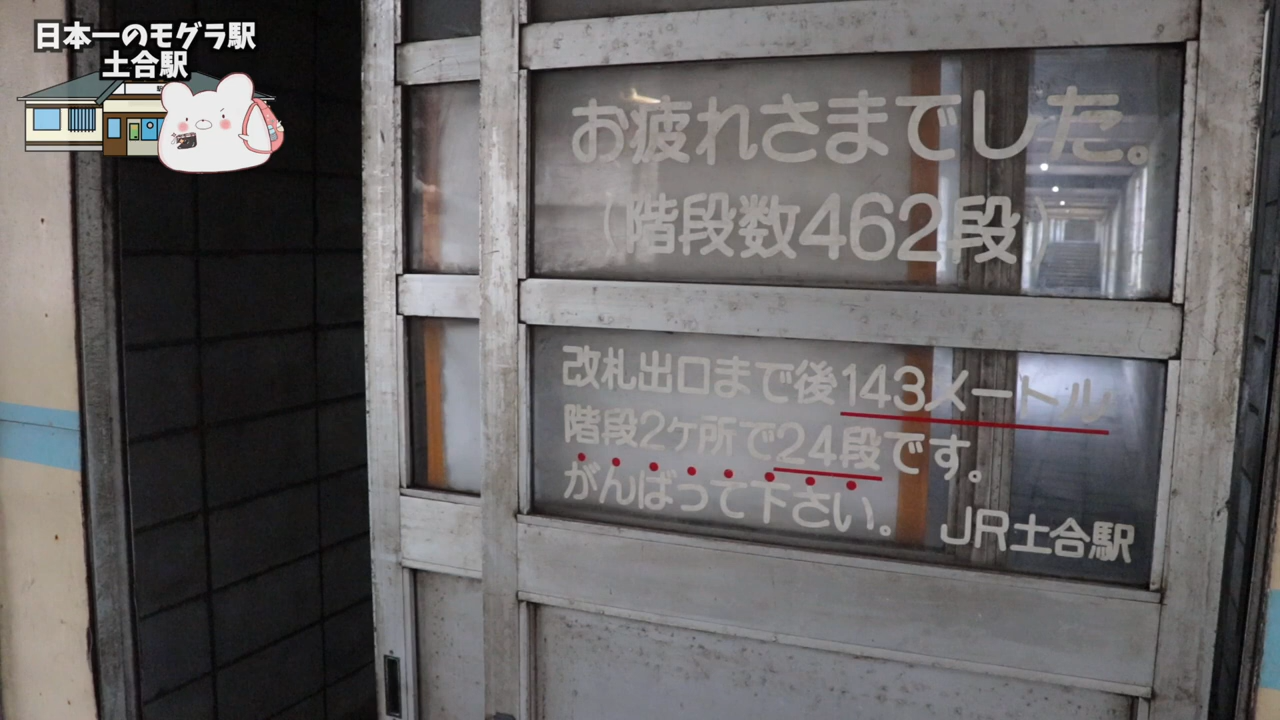 日本一のモグラ駅
土合駅
お疲れさまでした。
（階段数462段）
改札出口まで後143メートル
階段2ヶ所で24段です。
がんばって下さい。 JR土合駅